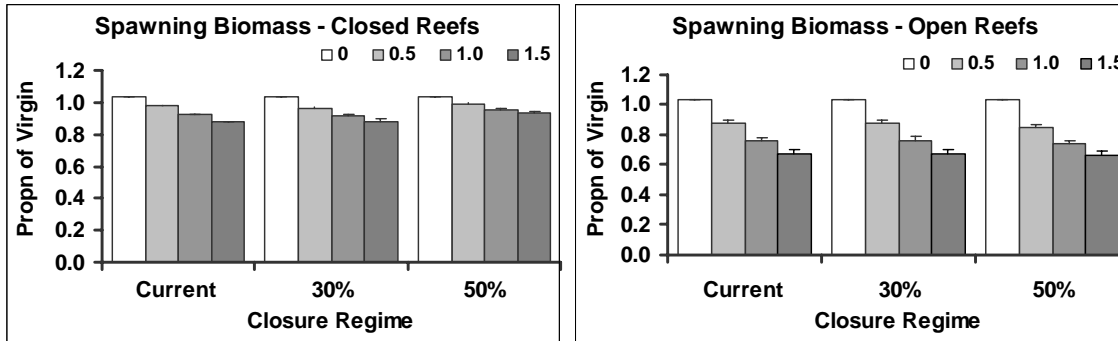 Spawning Biomass - Closed Reefs
0 0.5 1.0 1.5
Propn of Virgin
1.2
1.0
0.8
0.6
0.4
0.2
0.0
Current 30% 50%
Closure Regime
Spawning Biomass - Open Reefs
0 0.5 1.0 1.5
Propn of Virgin
1.2
1.0
0.8
0.6
0.4
0.2
0.0
Current 30% 50%
Closure Regime